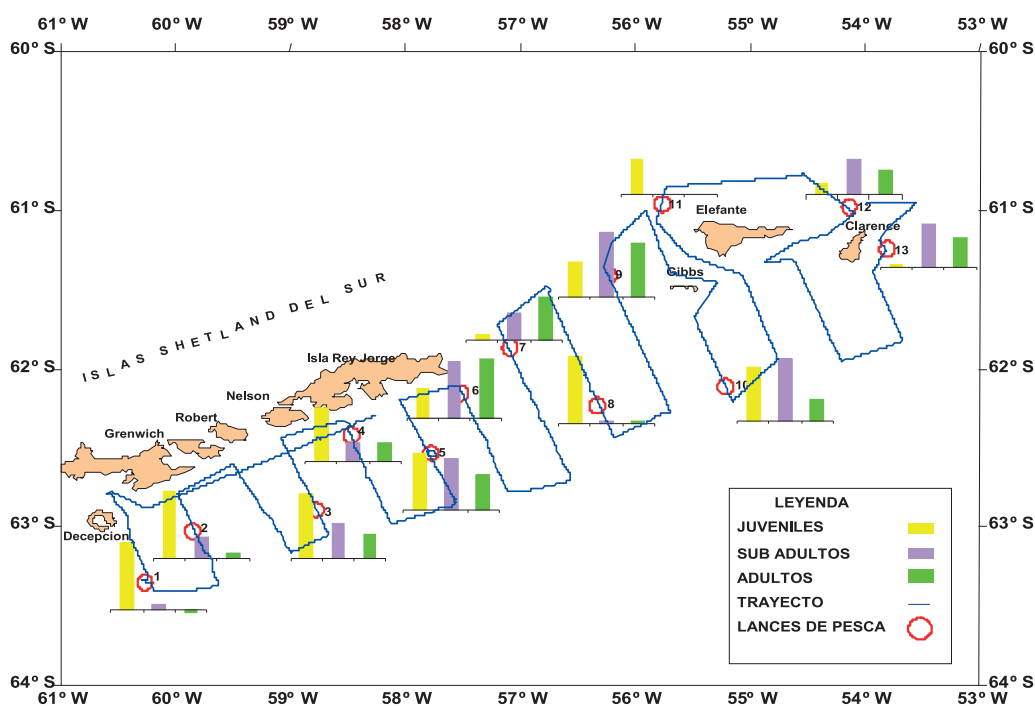 61° W 60° W 59° W 58° W 57° W 56° W 55° W 54° W 53° W
60° S 60° S
11
12
61° S 61° S
Elefante
Clarence
13
9
Gibbs
ISLAS SHETLAND DEL SUR
7
62° S 62° S
Isla Rey Jorge
10
6
Nelson
8
Robert
4
Grenwich
5
LEYENDA
3
63° S 63° S
2
Decepcion
JUVENILES
SUB ADULTOS
1
ADULTOS
TRAYECTO
LANCES DE PESCA
64° S 64° S
61° W 60° W 59° W 58° W 57° W 56° W 55° W 54° W 53° W